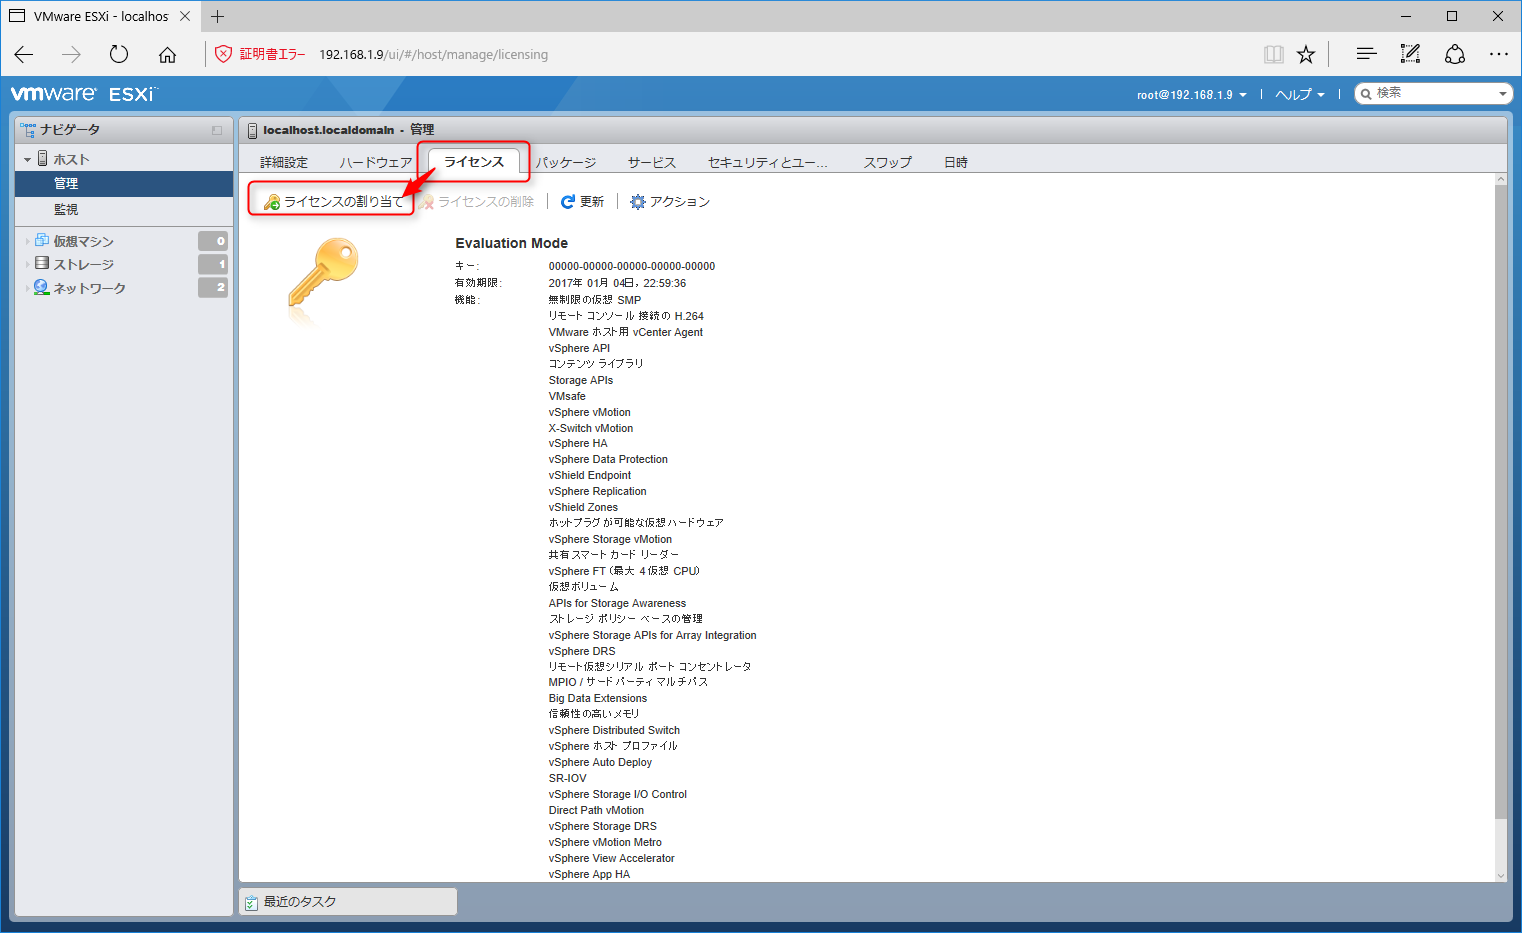 VMware ESXi - localhos
証明書エラー 192.168.1.9/ui/#/host/manage/licensing
vmware ESXi™ root@192.168.1.9 | ヘルプ | 検索
ナビゲータ
ホスト
管理
監視
仮想マシン 0
ストレージ 1
ネットワーク 2
localhost.localdomain - 管理
詳細設定 ハードウェア ライセンス パッケージ サービス セキュリティとユー... スワップ 日時
ライセンスの割り当て ライセンスの削除 | 更新 | アクション
Evaluation Mode
キー: 00000-00000-00000-00000-00000
有効期限: 2017年 01月 04日, 22:59:36
機能: 無制限の仮想 SMP
リモート コンソール 接続の H.264
VMware ホスト用 vCenter Agent
vSphere API
コンテンツ ライブラリ
Storage APIs
VMsafe
vSphere vMotion
X-Switch vMotion
vSphere HA
vSphere Data Protection
vShield Endpoint
vSphere Replication
vShield Zones
ホットプラグが可能な仮想ハードウェア
vSphere Storage vMotion
共有スマート カード リーダー
vSphere FT (最大 4 仮想 CPU)
仮想ボリューム
APIs for Storage Awareness
ストレージ ポリシー ベースの管理
vSphere Storage APIs for Array Integration
vSphere DRS
リモート仮想シリアル ポート コンセントレータ
MPIO / サード パーティ マルチパス
Big Data Extensions
信頼性の高いメモリ
vSphere Distributed Switch
vSphere ホスト プロファイル
vSphere Auto Deploy
SR-IOV
vSphere Storage I/O Control
Direct Path vMotion
vSphere Storage DRS
vSphere vMotion Metro
vSphere View Accelerator
vSphere App HA
最近のタスク